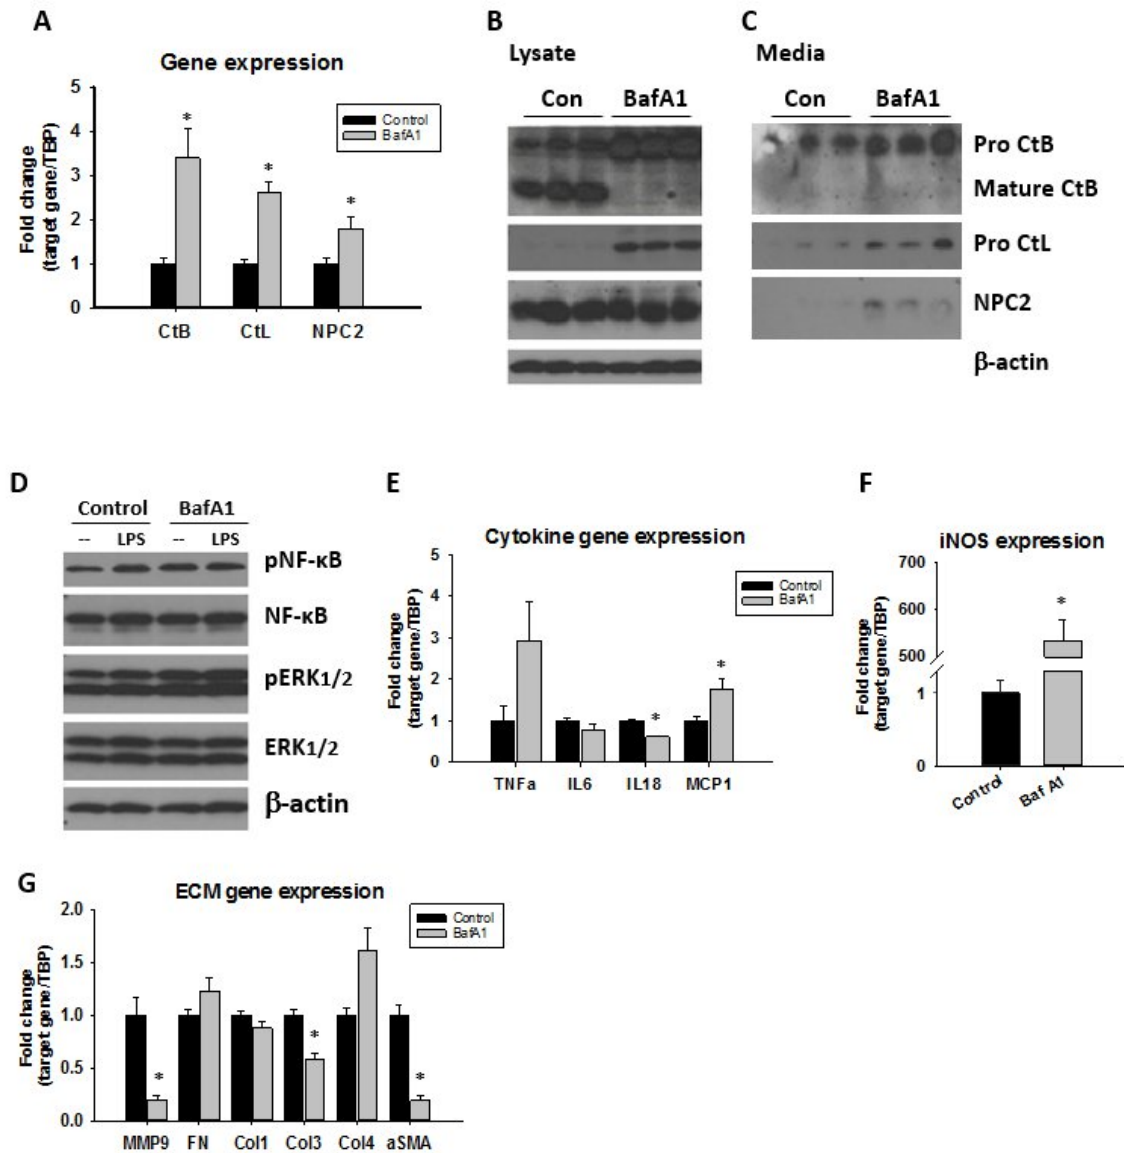 A
Gene expression
5
4
3
2
1
0
Fold change
(target gene/TBP)
*
*
*
Control
BafA1
CtB
CtL
NPC2
B
Lysate
Con
BafA1
C
Media
Con
BafA1
Pro CtB
Mature CtB
Pro CtL
NPC2
β-actin
D
Control
BafA1
--
LPS
--
LPS
pNF-κB
NF-κB
pERK1/2
ERK1/2
β-actin
E
Cytokine gene expression
5
4
3
2
1
0
Fold change
(target gene/TBP)
*
*
Control
BafA1
TNFa
IL6
IL18
MCP1
F
iNOS expression
700
600
500
1
0
Fold change
(target gene/TBP)
*
Control
Baf A1
G
ECM gene expression
2.0
1.5
1.0
0.5
0.0
Fold change
(target gene/TBP)
*
*
*
Control
BafA1
MMP9
FN
Col1
Col3
Col4
aSMA